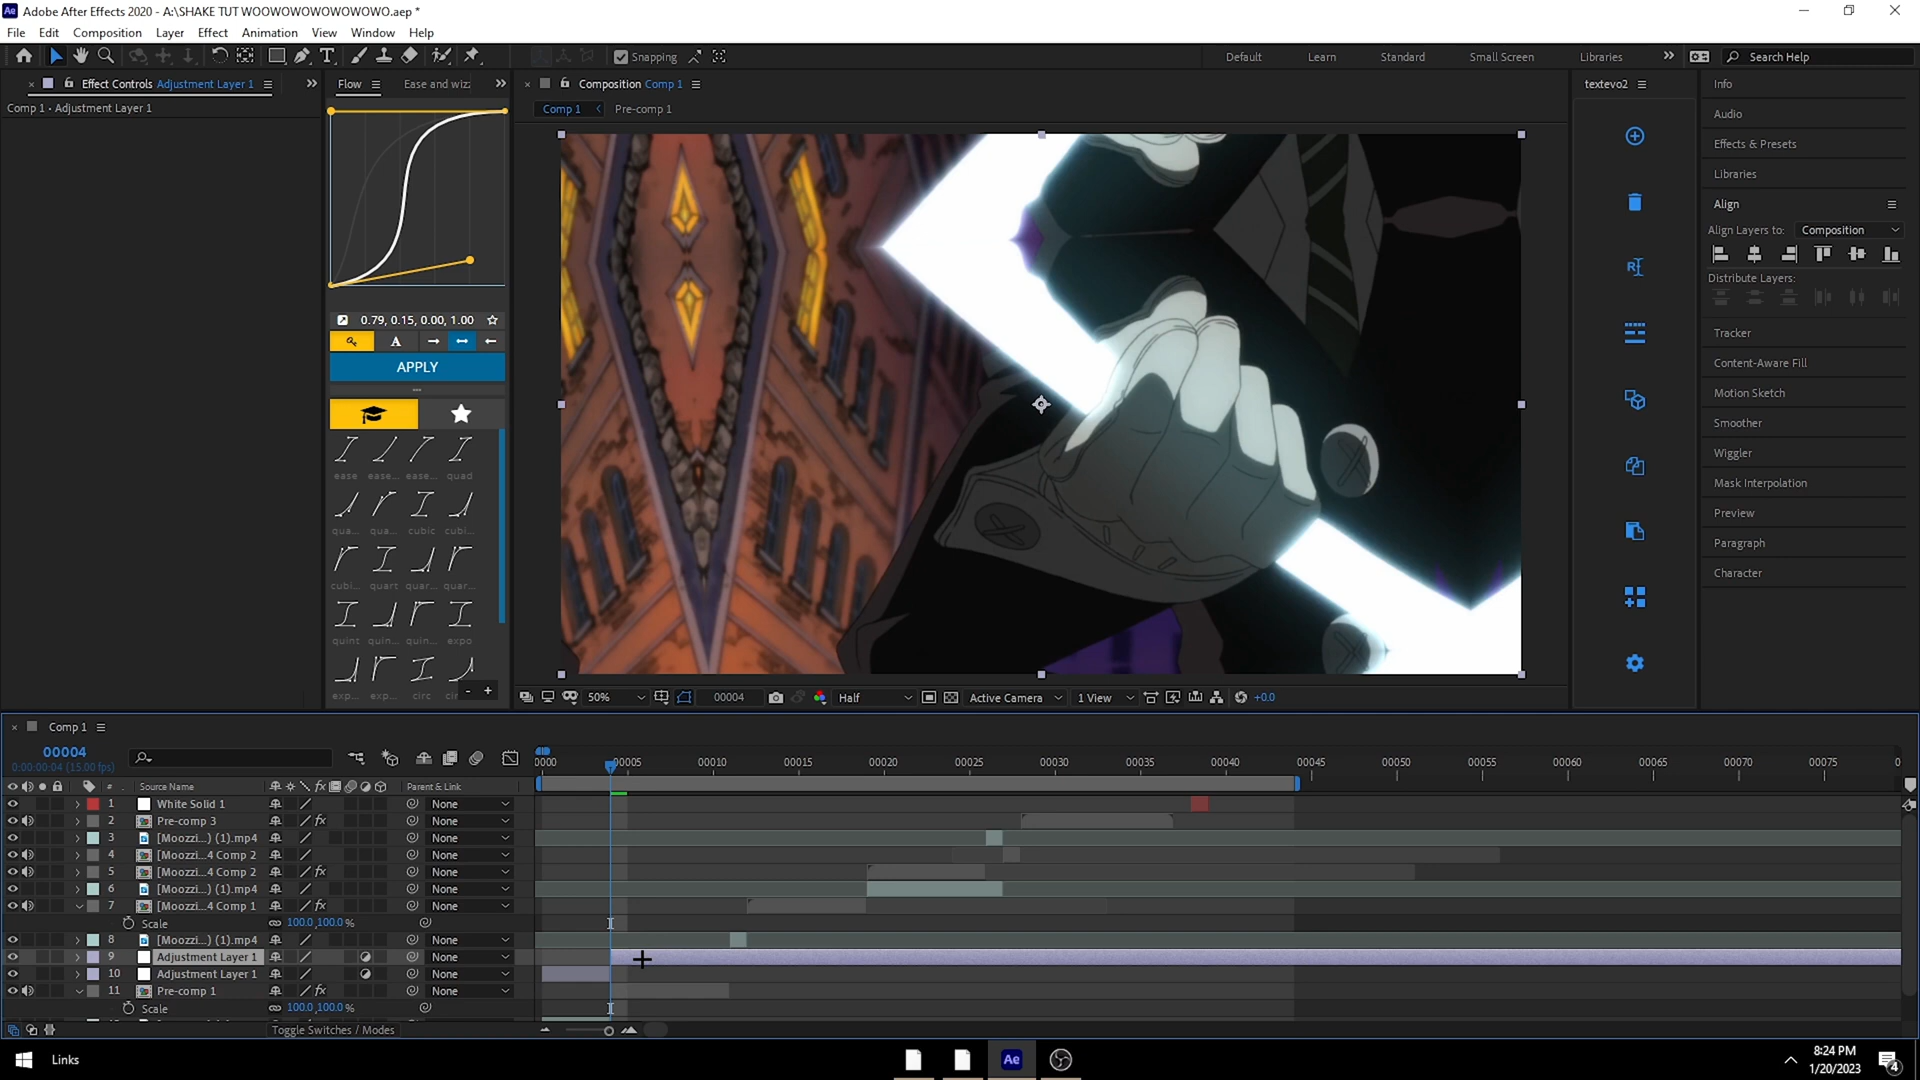 Ae Adobe After Effects 2020 - A:\SHAKE TUT WOOWOWOWOWOWOWO.aep *
File Edit Composition Layer Effect Animation View Window Help
Snapping Default Learn Standard Small Screen Libraries Search Help
Effect Controls Adjustment Layer 1
Comp 1 • Adjustment Layer 1
Flow Ease and wiz
Composition Comp 1
Comp 1 Pre-comp 1
0.79, 0.15, 0.00, 1.00
A
APPLY
ease ease... ease... quad
qua... qua... cubic cubi...
cubi... quart quar... quar...
quint quin... quin... expo
exp... exp... circ
- +
textevo2
Info
Audio
Effects & Presets
Libraries
Align
Align Layers to: Composition
Distribute Layers:
Tracker
Content-Aware Fill
Motion Sketch
Smoother
Wiggler
Mask Interpolation
Preview
Paragraph
Character
50% 00004 Half Active Camera 1 View +0.0
Comp 1
00004
0:00:00:04 (15.00 fps)
0000 00005 00010 00015 00020 00025 00030 00035 00040 00045 00050 00055 00060 00065 00070 00075 0
# Source Name fx Parent & Link
1 White Solid 1 None
2 Pre-comp 3 fx None
3 [Moozzi...) (1).mp4 None
4 [Moozzi...4 Comp 2 None
5 [Moozzi...4 Comp 2 fx None
6 [Moozzi...) (1).mp4 None
7 [Moozzi...4 Comp 1 fx None
Scale 100.0,100.0 %
8 [Moozzi...) (1).mp4 None
9 Adjustment Layer 1 None
10 Adjustment Layer 1 None
11 Pre-comp 1 fx None
Scale 100.0,100.0 %
Toggle Switches / Modes
Links
Ae
8:24 PM
1/20/2023
4